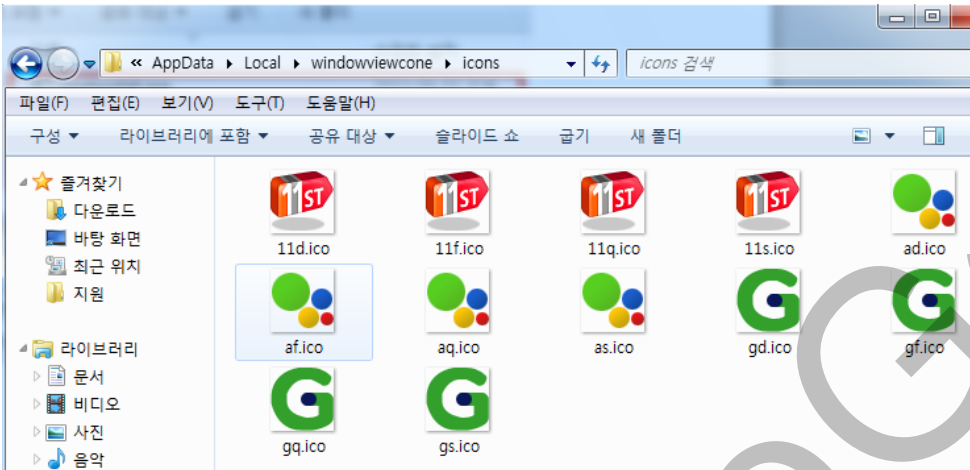 « AppData ▸ Local ▸ windowviewcone ▸ icons
icons 검색
파일(F) 편집(E) 보기(V) 도구(T) 도움말(H)
구성 라이브러리에 포함 공유 대상 슬라이드 쇼 굽기 새 폴더
즐겨찾기
다운로드
바탕 화면
최근 위치
지원
라이브러리
문서
비디오
사진
음악
11ST 11ST 11ST 11ST
11d.ico 11f.ico 11q.ico 11s.ico ad.ico
G G
af.ico aq.ico as.ico gd.ico gf.ico
G G
gq.ico gs.ico